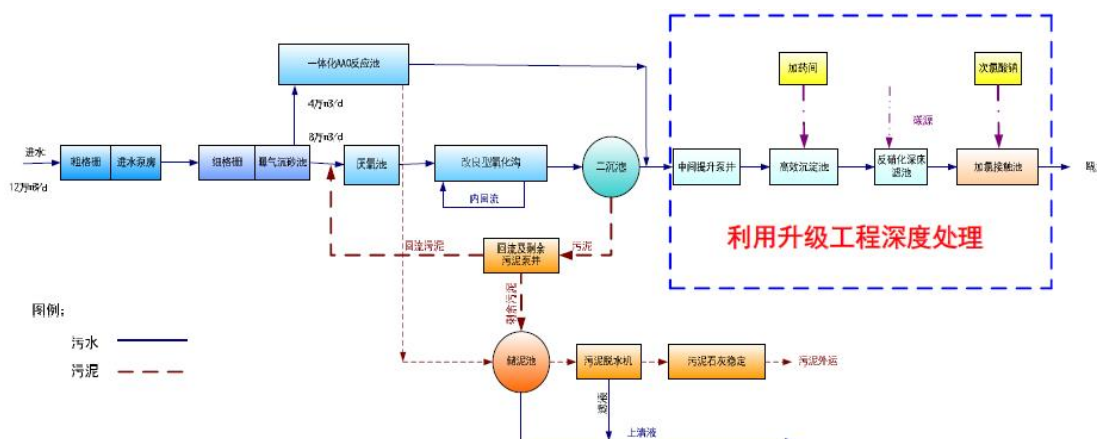 一体化AAO反应池
加药间
次氯酸钠
4万m3/d
碳源
8万m3/d
进水
粗格栅
进水泵房
细格栅
曝气沉砂池
厌氧池
改良型氧化沟
二沉池
中间提升泵井
高效沉淀池
反硝化深床
滤池
加氯接触池
12万m3/d
内回流
利用升级工程深度处理
回流污泥
回流及剩余
污泥泵井
污泥
剩余污泥
图例:
污水
污泥
储泥池
污泥脱水机
污泥石灰稳定
污泥外运
滤液
上清液